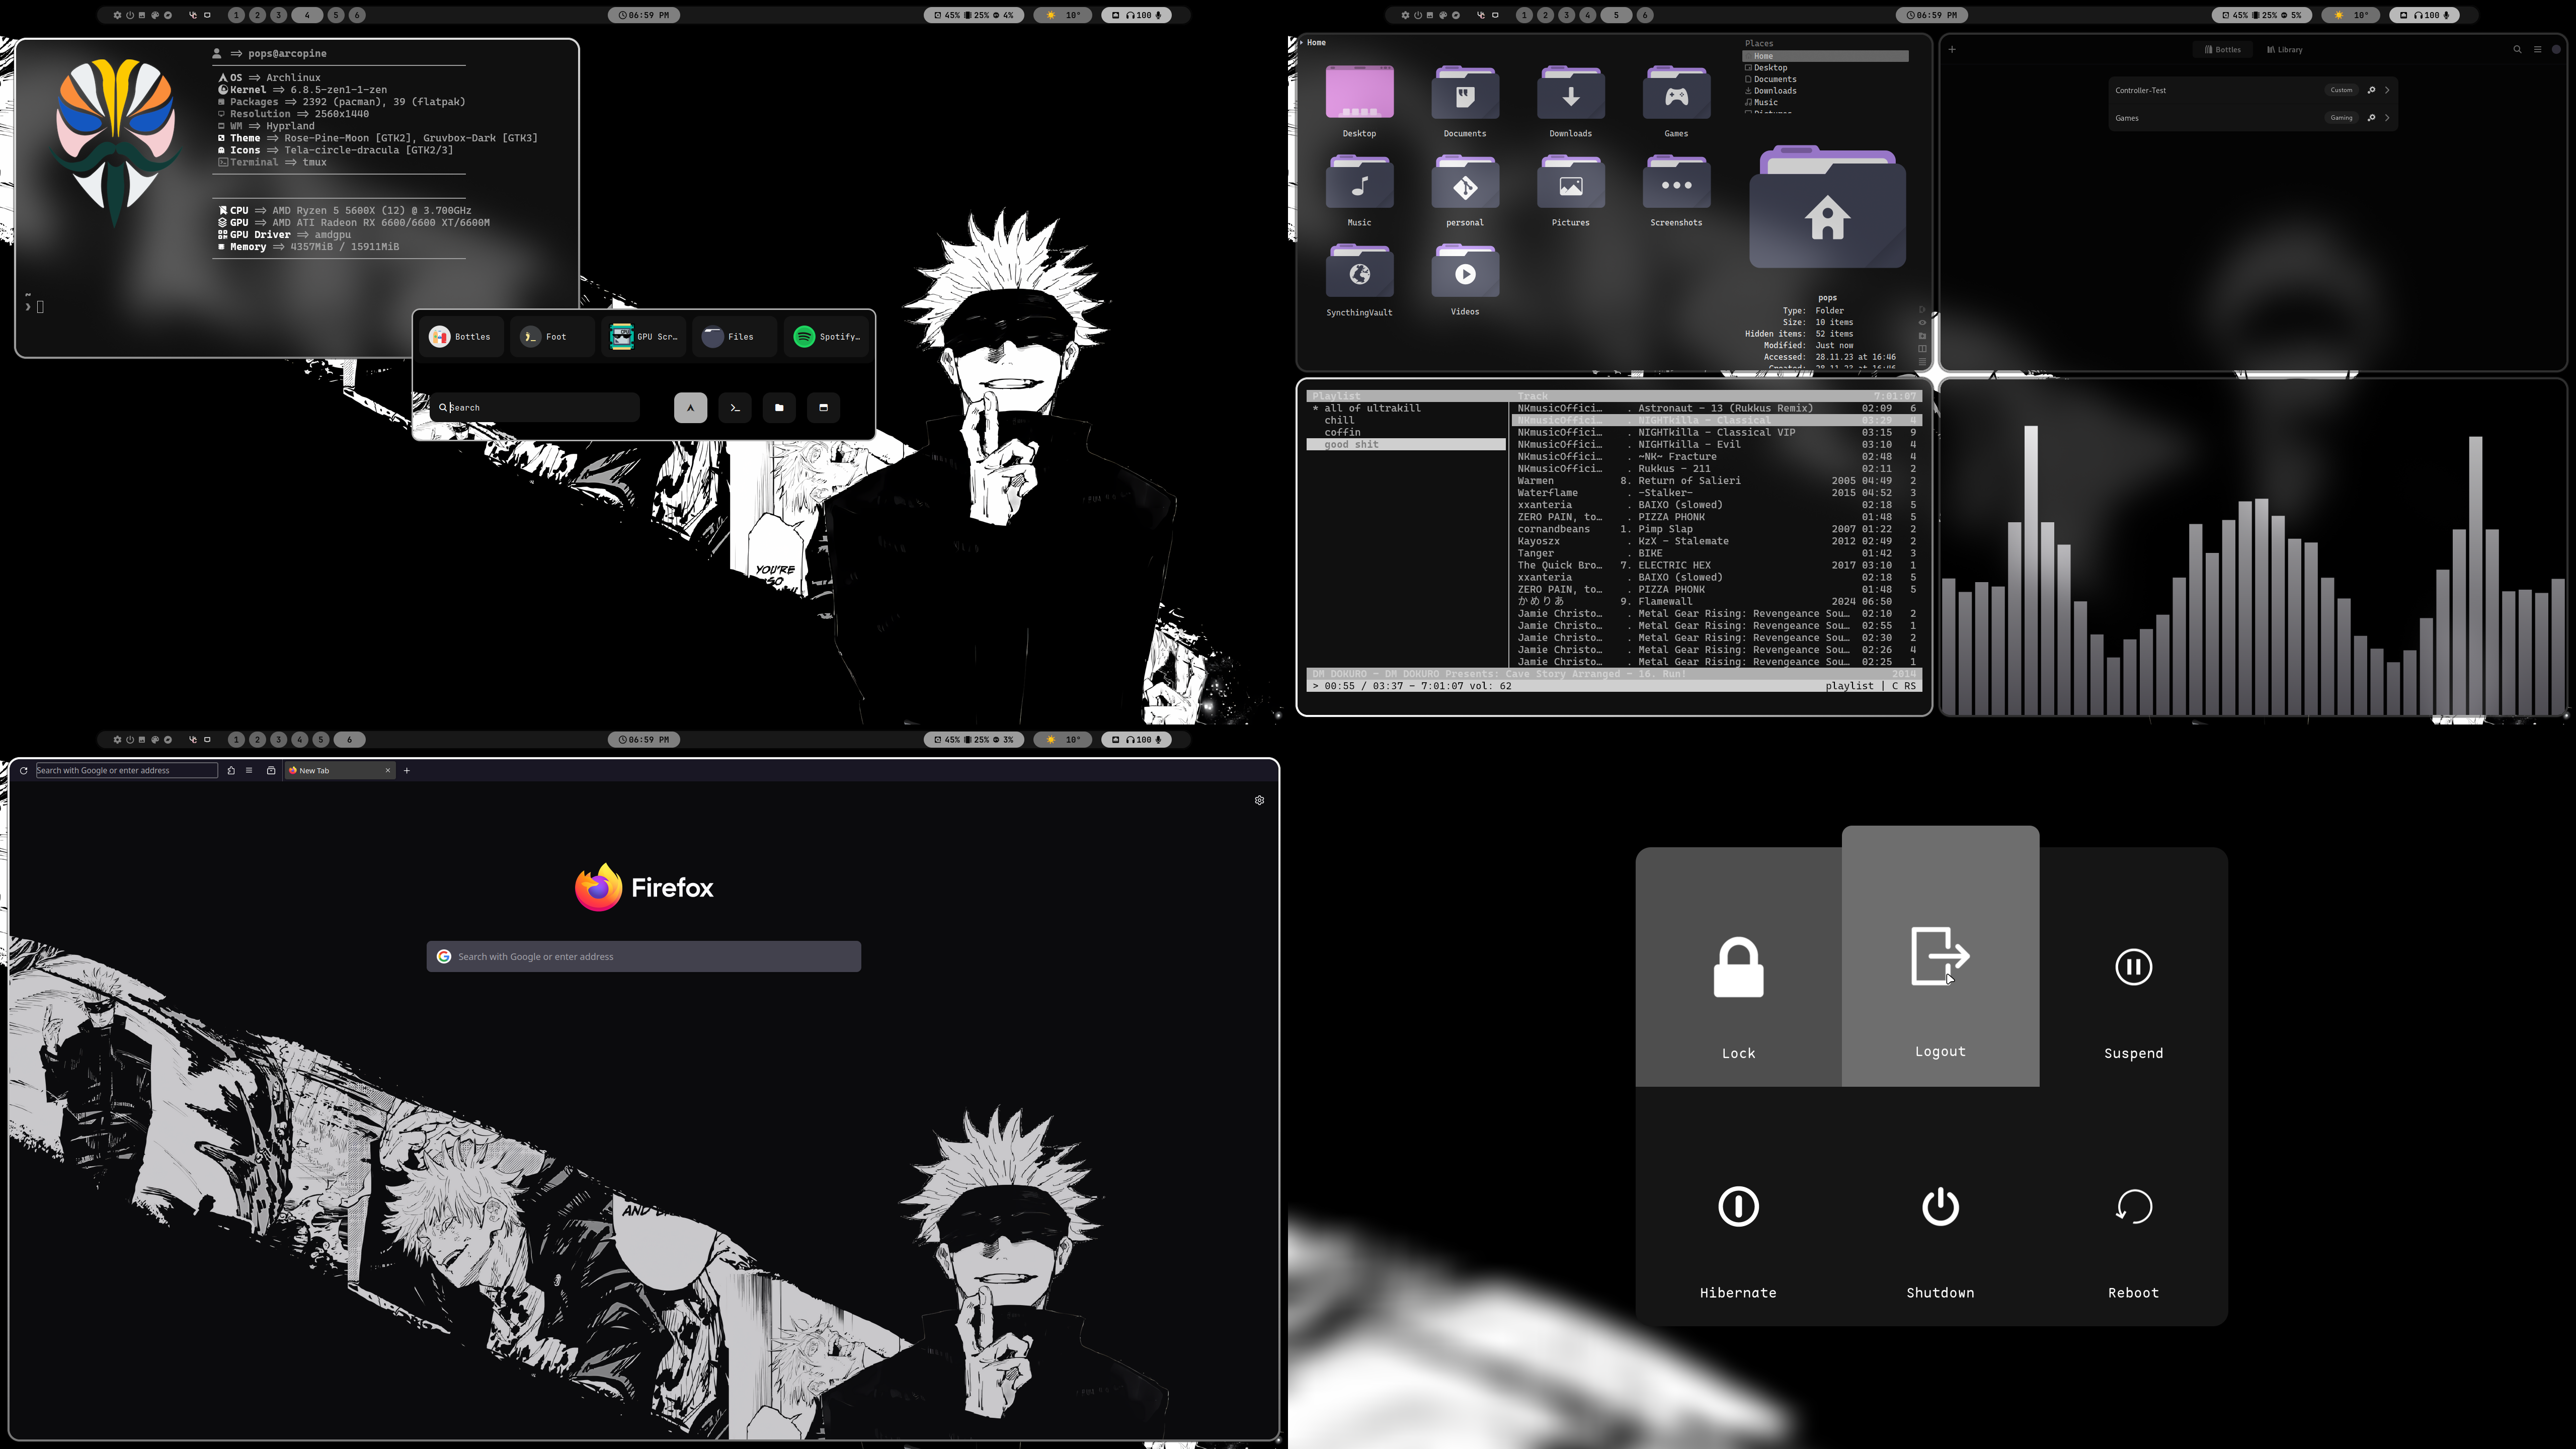 1 2 3 4 5 6
06:59 PM
45% 25% 4%
10°
100
=> pops@arcopine
OS => Archlinux
Kernel => 6.8.5-zen1-1-zen
Packages => 2392 (pacman), 39 (flatpak)
Resolution => 2560x1440
WM => Hyprland
Theme => Rose-Pine-Moon [GTK2], Gruvbox-Dark [GTK3]
Icons => Tela-circle-dracula [GTK2/3]
Terminal => tmux
CPU => AMD Ryzen 5 5600X (12) @ 3.700GHz
GPU => AMD ATI Radeon RX 6600/6600 XT/6600M
GPU Driver => amdgpu
Memory => 4357MiB / 15911MiB
~
❯
Bottles Foot GPU Scr… Files Spotify…
Search
YOU'RE
SO
1 2 3 4 5 6
06:59 PM
45% 25% 5%
10°
100
Home
Desktop Documents Downloads Games
Music personal Pictures Screenshots
SyncthingVault Videos
Places
Home
Desktop
Documents
Downloads
Music
pops
Type: Folder
Size: 10 items
Hidden items: 52 items
Modified: Just now
Accessed: 28.11.23 at 16:46
Created: 28.11.23 at 16:46
Bottles Library
Controller-Test Custom
Games Gaming
Playlist
* all of ultrakill
chill
coffin
good shit
Track 7:01:07
NKmusicOffici… . Astronaut - 13 (Rukkus Remix) 02:09 6
NKmusicOffici… . NIGHTkilla - Classical 03:29 4
NKmusicOffici… . NIGHTkilla - Classical VIP 03:15 9
NKmusicOffici… . NIGHTkilla - Evil 03:10 4
NKmusicOffici… . ~NK~ Fracture 02:48 4
NKmusicOffici… . Rukkus - 211 02:11 2
Warmen 8. Return of Salieri 2005 04:49 2
Waterflame . -Stalker- 2015 04:52 3
xxanteria . BAIXO (slowed) 02:18 5
ZERO PAIN, to… . PIZZA PHONK 01:48 5
cornandbeans 1. Pimp Slap 2007 01:22 2
Kayoszx . KzX - Stalemate 2012 02:49 2
Tanger . BIKE 01:42 3
The Quick Bro… 7. ELECTRIC HEX 2017 03:10 1
xxanteria . BAIXO (slowed) 02:18 5
ZERO PAIN, to… . PIZZA PHONK 01:48 5
かめりあ 9. Flamewall 2024 06:50
Jamie Christo… . Metal Gear Rising: Revengeance Sou… 02:10 2
Jamie Christo… . Metal Gear Rising: Revengeance Sou… 02:55 1
Jamie Christo… . Metal Gear Rising: Revengeance Sou… 02:30 2
Jamie Christo… . Metal Gear Rising: Revengeance Sou… 02:26 4
Jamie Christo… . Metal Gear Rising: Revengeance Sou… 02:25 1
DM DOKURO - DM DOKURO Presents: Cave Story Arranged - 16. Run! 2014
> 00:55 / 03:37 - 7:01:07 vol: 62 playlist | C RS
1 2 3 4 5 6
06:59 PM
45% 25% 3%
10°
100
Search with Google or enter address
New Tab
Firefox
Search with Google or enter address
AND
Lock Logout Suspend
Hibernate Shutdown Reboot